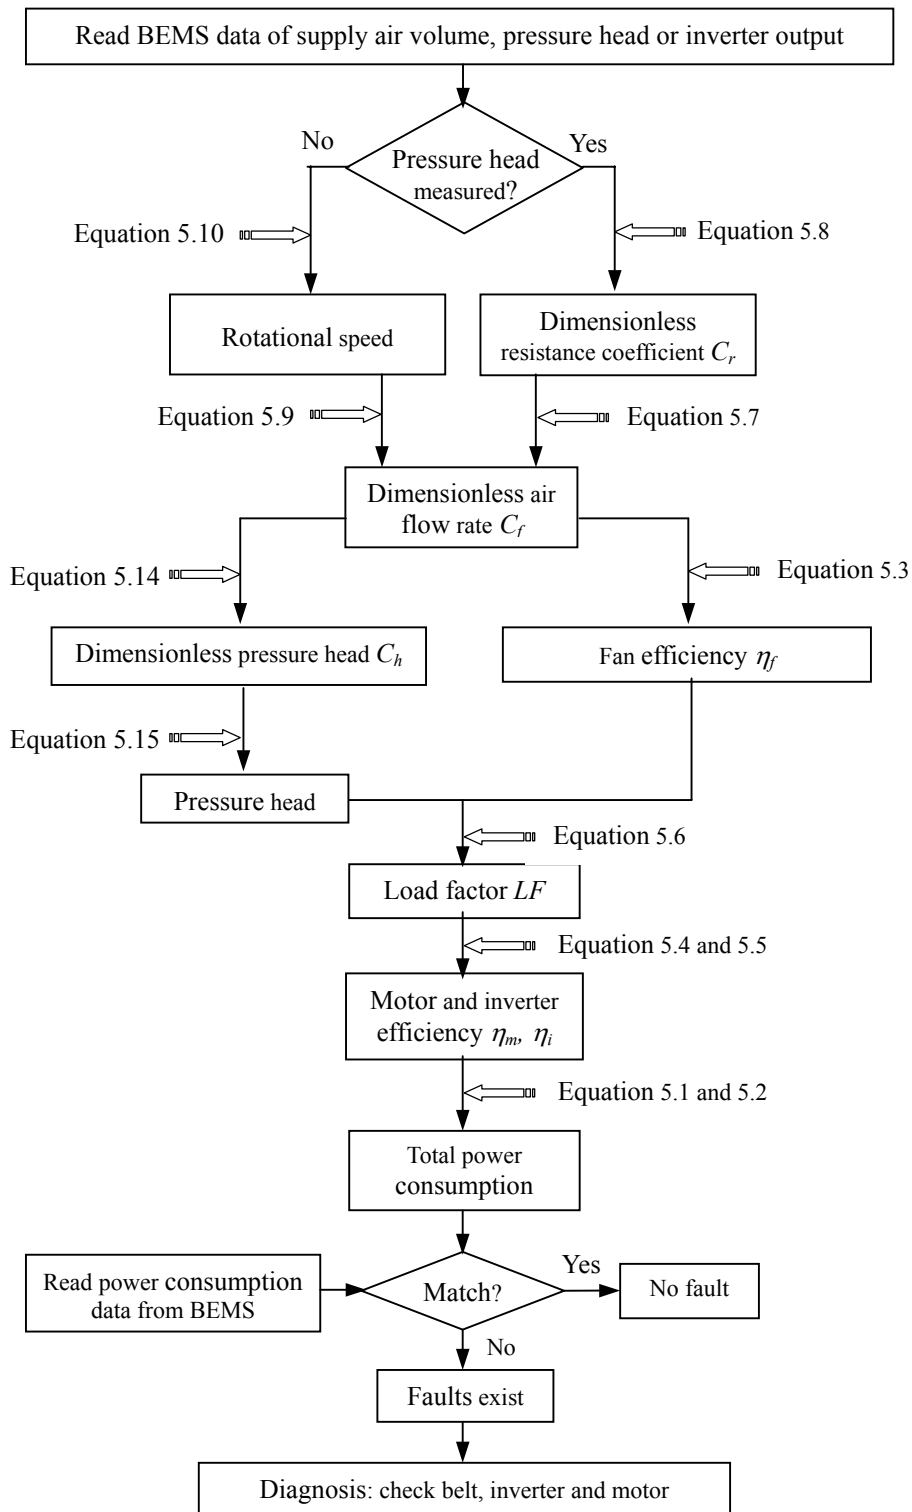 Read BEMS data of supply air volume, pressure head or inverter output
No
Yes
Pressure head
measured?
Equation 5.10
Equation 5.8
Rotational speed
Dimensionless
resistance coefficient Cr
Equation 5.9
Equation 5.7
Dimensionless air
flow rate Cf
Equation 5.14
Equation 5.3
Dimensionless pressure head Ch
Fan efficiency ηf
Equation 5.15
Pressure head
Equation 5.6
Load factor LF
Equation 5.4 and 5.5
Motor and inverter
efficiency ηm, ηi
Equation 5.1 and 5.2
Total power
consumption
Read power consumption
data from BEMS
Match?
Yes
No fault
No
Faults exist
Diagnosis: check belt, inverter and motor